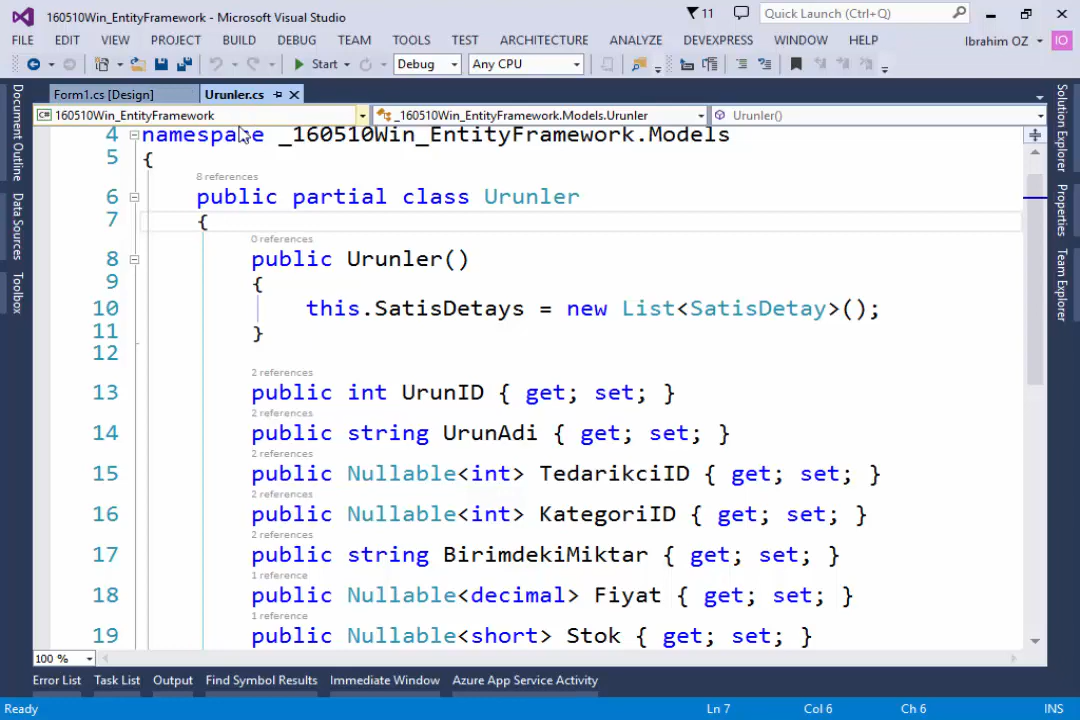 160510Win_EntityFramework - Microsoft Visual Studio
11
Quick Launch (Ctrl+Q)
FILE EDIT VIEW PROJECT BUILD DEBUG TEAM TOOLS TEST ARCHITECTURE ANALYZE DEVEXPRESS WINDOW HELP
Ibrahim OZ
IO
Start
Debug
Any CPU
Form1.cs [Design]
Urunler.cs
C# 160510Win_EntityFramework
_160510Win_EntityFramework.Models.Urunler
Urunler()
Document Outline
Data Sources
Toolbox
4 namespace _160510Win_EntityFramework.Models
5 {
8 references
6 public partial class Urunler
7 {
0 references
8 public Urunler()
9 {
10 this.SatisDetays = new List<SatisDetay>();
11 }
12
2 references
13 public int UrunID { get; set; }
2 references
14 public string UrunAdi { get; set; }
2 references
15 public Nullable<int> TedarikciID { get; set; }
2 references
16 public Nullable<int> KategoriID { get; set; }
2 references
17 public string BirimdekiMiktar { get; set; }
1 reference
18 public Nullable<decimal> Fiyat { get; set; }
1 reference
19 public Nullable<short> Stok { get; set; }
Solution Explorer
Properties
Team Explorer
100 %
Error List Task List Output Find Symbol Results Immediate Window Azure App Service Activity
Ready Ln 7 Col 6 Ch 6 INS